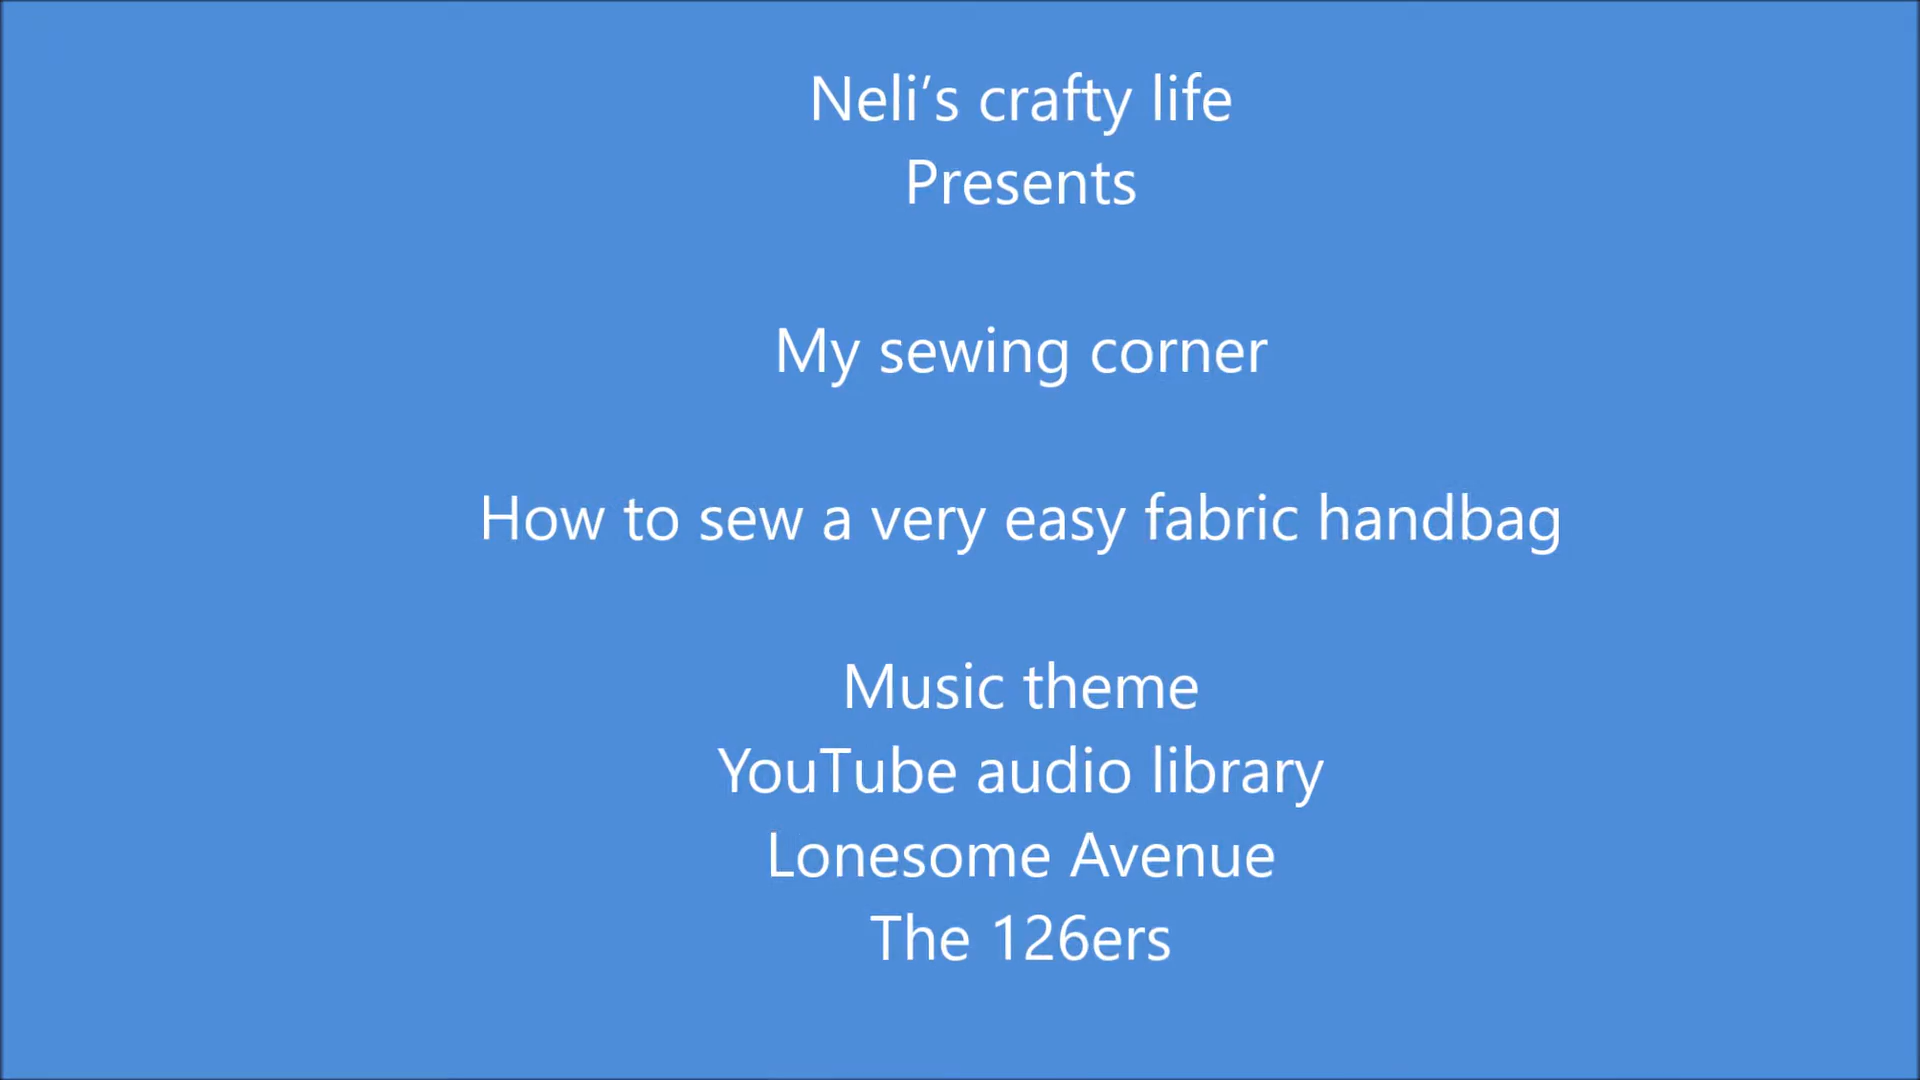 Neli’s crafty life
Presents
My sewing corner
How to sew a very easy fabric handbag
Music theme
YouTube audio library
Lonesome Avenue
The 126ers